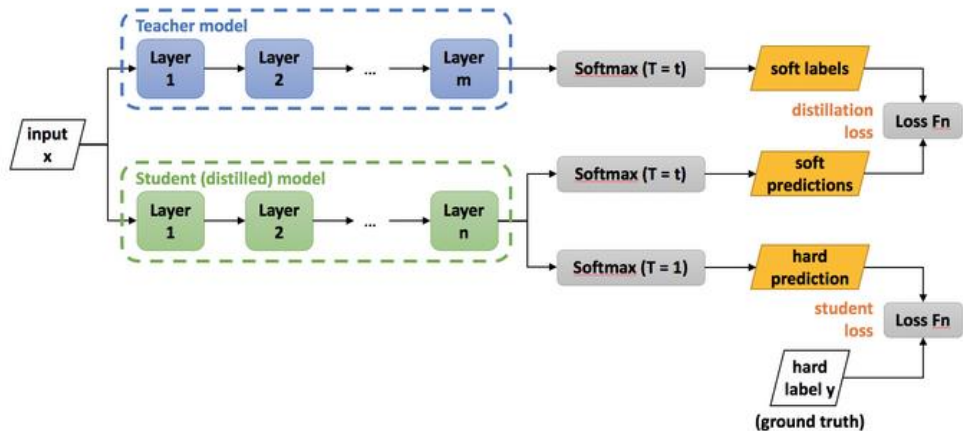 Teacher model
Layer
1
Layer
2
...
Layer
m
Softmax (T = t)
soft labels
distillation
loss
Loss Fn
input
x
Student (distilled) model
Layer
1
Layer
2
...
Layer
n
Softmax (T = t)
soft
predictions
Softmax (T = 1)
hard
prediction
student
loss
Loss Fn
hard
label y
(ground truth)